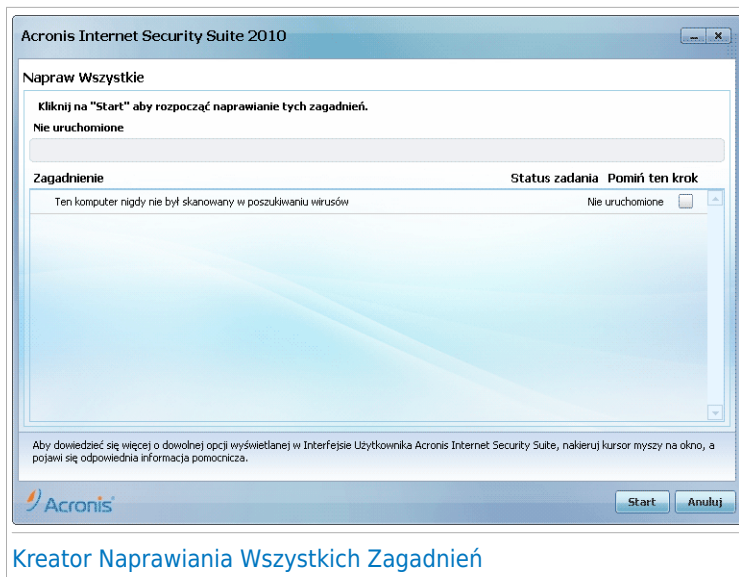 Acronis Internet Security Suite 2010
Napraw Wszystkie
Kliknij na "Start" aby rozpocząć naprawianie tych zagadnień.
Nie uruchomione
Zagadnienie Status zadania Pomiń ten krok
Ten komputer nigdy nie był skanowany w poszukiwaniu wirusów Nie uruchomione
Aby dowiedzieć się więcej o dowolnej opcji wyświetlanej w Interfejsie Użytkownika Acronis Internet Security Suite, nakieruj kursor myszy na okno, a
pojawi się odpowiednia informacja pomocnicza.
Acronis Start Anuluj
Kreator Naprawiania Wszystkich Zagadnień